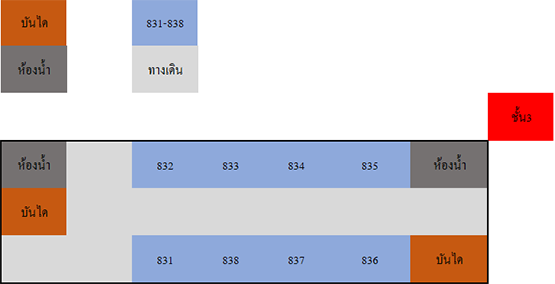 บันได 831-838
ห้องน้ำ ทางเดิน
ชั้น3
ห้องน้ำ 832 833 834 835 ห้องน้ำ
บันได
831 838 837 836 บันได